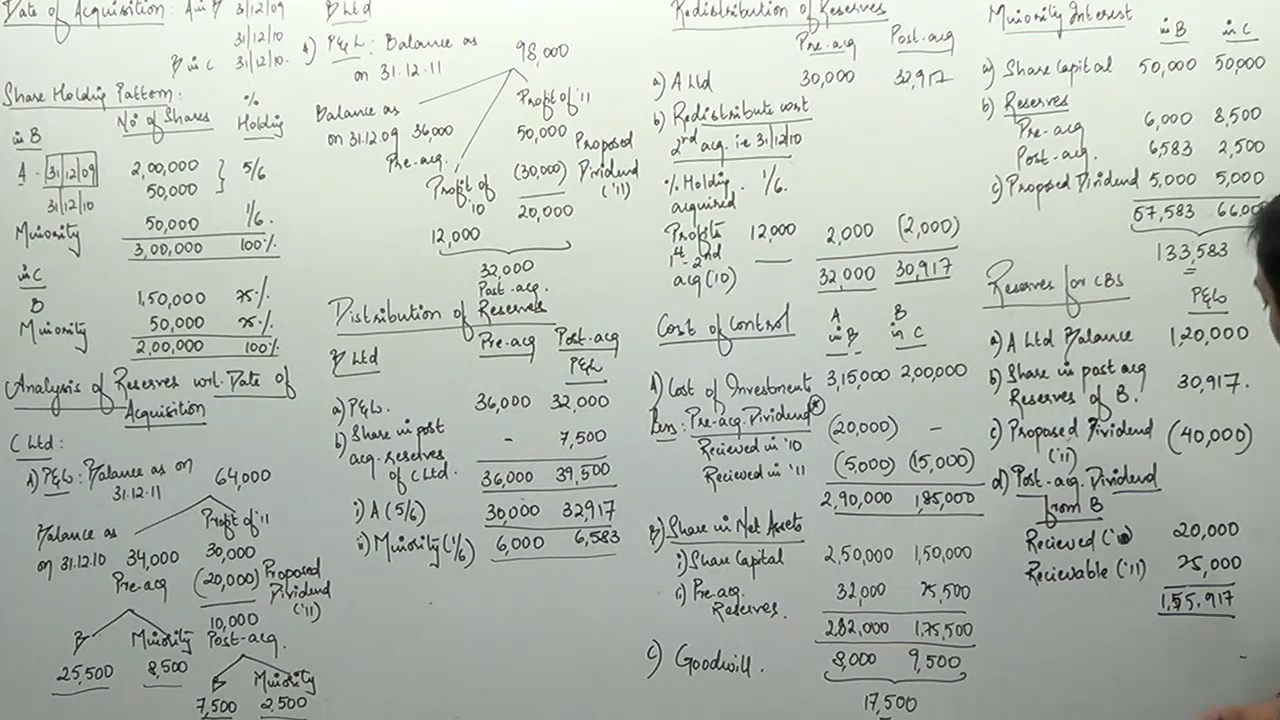 Date of Acquisition : A in B 31/12/09
31/12/10
B in C 31/12/10.
Share Holding Pattern :
in B No of Shares % Holding
A - 31/12/09 2,00,000 } 5/6
31/12/10 50,000
Minority 50,000 1/6.
3,00,000 100%
in C
B 1,50,000 75%
Minority 50,000 25%
2,00,000 100%
Analysis of Reserves wrt. Date of
Acquisition
C Ltd :
A) P&L : Balance as on 64,000
31.12.11
Balance as
on 31.12.10 34,000
Pre-acq
Profit of 11
30,000
(20,000) Proposed
Dividend
('11)
10,000
Post-acq.
B Minority
25,500 8,500
B Minority
7,500 2,500
B Ltd
A) P&L : Balance as 98,000
on 31.12.11
Balance as
on 31.12.09 36,000
Pre-acq.
Profit of '11
50,000
(30,000) Proposed
Dividend
('11)
20,000
Profit of
'10
12,000
32,000
Post-acq.
Distribution of Reserves
B Ltd Pre-acq Post-acq
P&L
a) P&L. 36,000 32,000
b) Share in post - 7,500
acq. reserves
of C Ltd. 36,000 39,500
i) A (5/6) 30,000 32,917
ii) Minority (1/6) 6,000 6,583
Redistribution of Reserves
Pre-acq Post-acq
a) A Ltd 30,000 32,917
b) Redistribute cost
2nd acq. i.e 31/12/10
% Holding . 1/6.
acquired
Profits 12,000 2,000 (2,000)
1st - 2nd
acq (10) 32,000 30,917
Cost of Control A in B B in C
A) Cost of Investment 3,15,000 2,00,000
Less : Pre-acq. Dividend*
Recieved in '10 (20,000) -
Recieved in '11 (5,000) (15,000)
2,90,000 1,85,000
B) Share in Net Assets
i) Share Capital 2,50,000 1,50,000
ii) Pre-acq. 32,000 25,500
Reserves.
2,82,000 1,75,500
C) Goodwill. 8,000 9,500
17,500
Minority Interest in B in C
a) Share Capital 50,000 50,000
b) Reserves
Pre-acq 6,000 8,500
Post-acq. 6,583 2,500
c) Proposed Dividend 5,000 5,000
67,583 66,000
133,583
Reserves for CBS P&L
a) A Ltd Balance 1,20,000
b) Share in post acq 30,917.
Reserves of B.
c) Proposed Dividend (40,000)
('11)
d) Post-acq. Dividend
from B
Recieved ('10) 20,000
Recievable ('11) 25,000
1,55,917